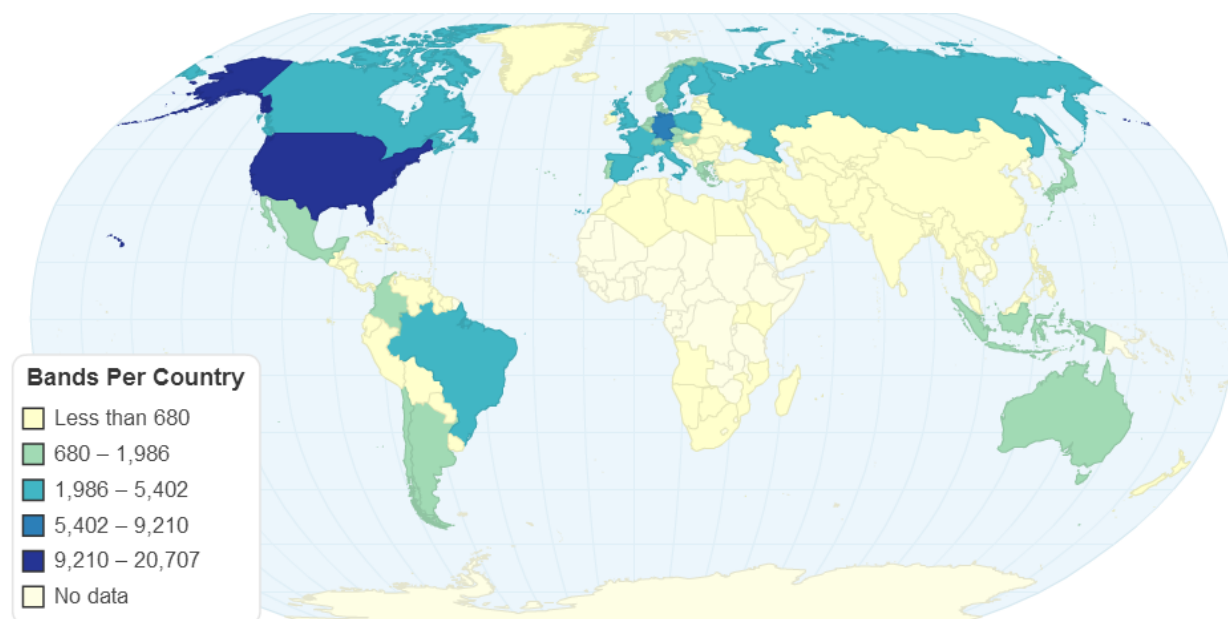 Bands Per Country
Less than 680
680 – 1,986
1,986 – 5,402
5,402 – 9,210
9,210 – 20,707
No data